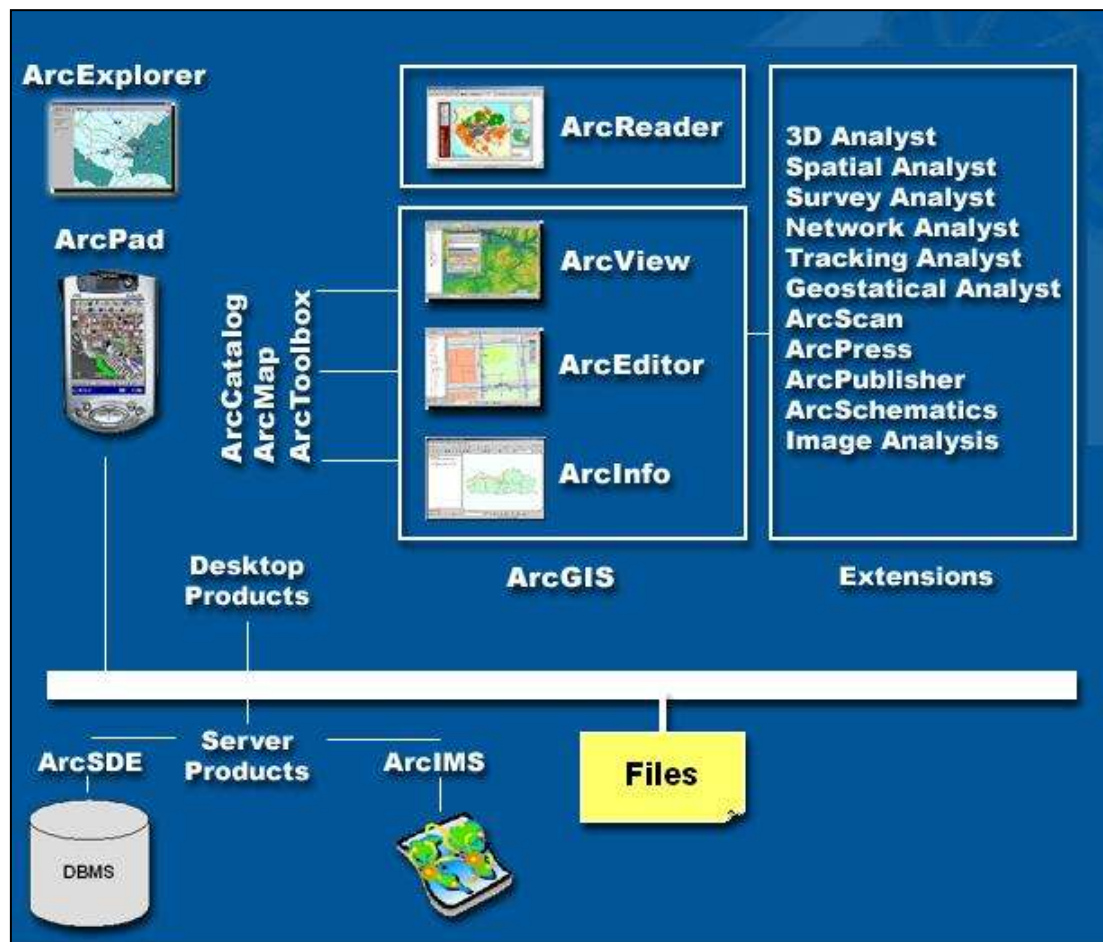 ArcExplorer
ArcPad
ArcCatalog
ArcMap
ArcToolbox
ArcReader
ArcView
ArcEditor
ArcInfo
ArcGIS
3D Analyst
Spatial Analyst
Survey Analyst
Network Analyst
Tracking Analyst
Geostatical Analyst
ArcScan
ArcPress
ArcPublisher
ArcSchematics
Image Analysis
Extensions
Desktop
Products
Server
Products
ArcSDE
DBMS
ArcIMS
Files